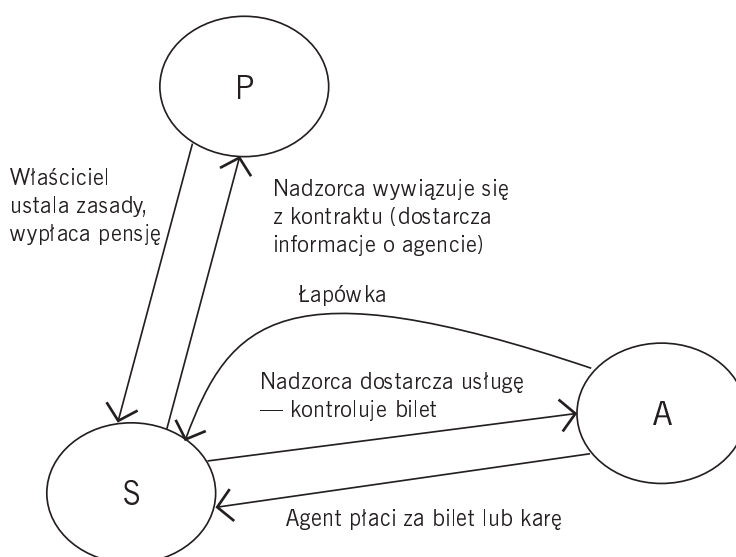 P
Właściciel
ustala zasady,
wypłaca pensję
Nadzorca wywiązuje się
z kontraktu (dostarcza
informacje o agencie)
Łapówka
Nadzorca dostarcza usługę
— kontroluje bilet
A
S
Agent płaci za bilet lub karę